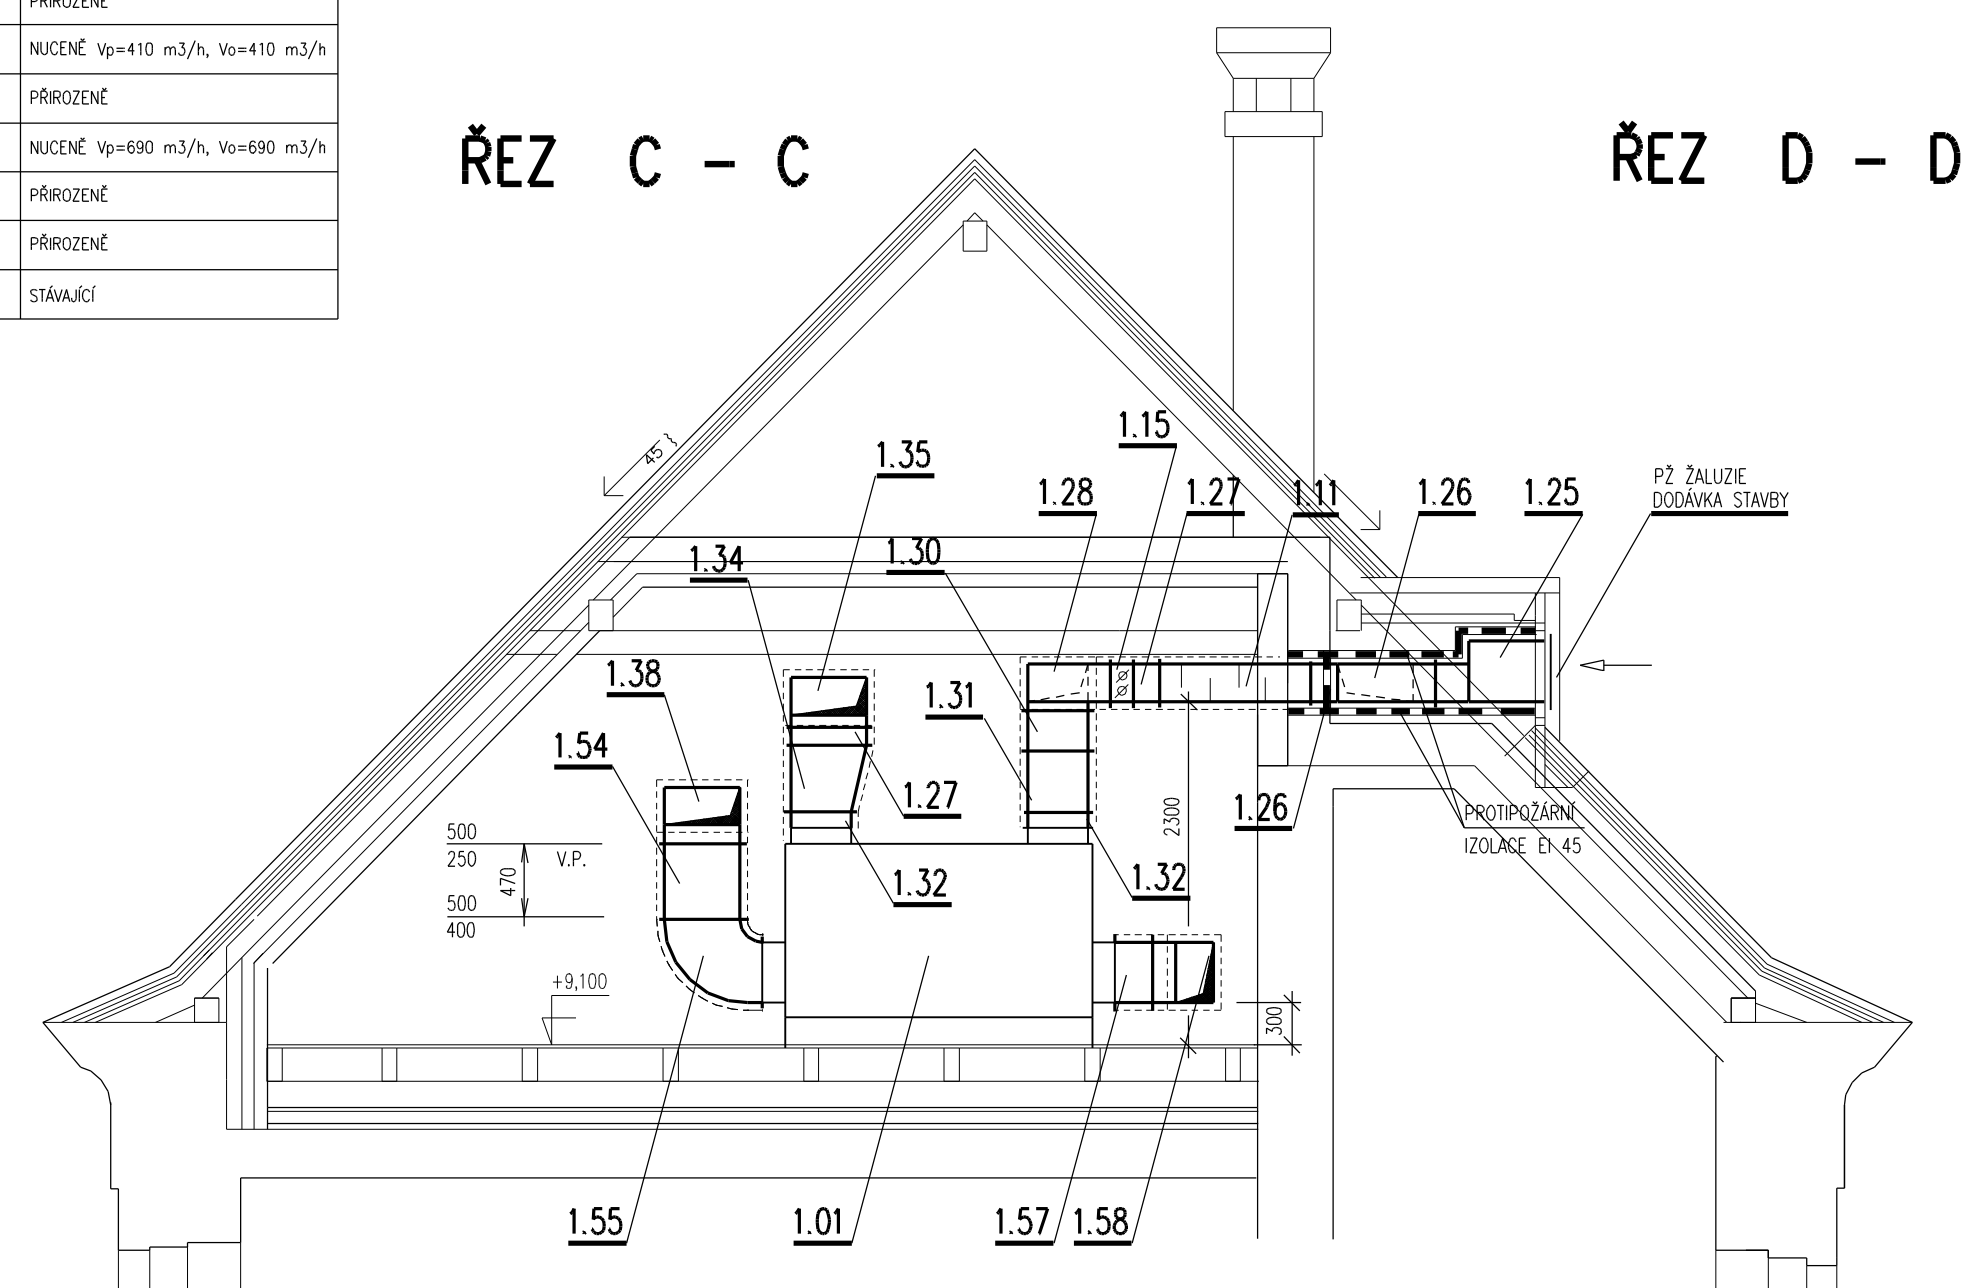 PŘIROZENĚ
NUCENĚ Vp=410 m3/h, Vo=410 m3/h
PŘIROZENĚ
NUCENĚ Vp=690 m3/h, Vo=690 m3/h
PŘIROZENĚ
PŘIROZENĚ
STÁVAJÍCÍ
ŘEZ C - C
ŘEZ D - D
45
1.15
1.35
1.28
1.27
1.11
1.26
1.25
PŽ ŽALUZIE
DODÁVKA STAVBY
1.34
1.30
1.38
1.31
1.54
1.27
1.26
2300
PROTIPOŽÁRNÍ
IZOLACE EI 45
500
250
V.P.
470
500
400
1.32
1.32
+9,100
300
1.55
1.01
1.57
1.58